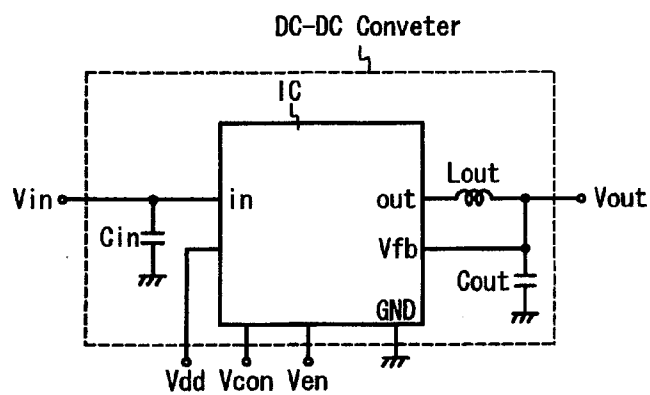 DC-DC Conveter
IC
Lout
Vin
in
out
Vout
Cin
Vfb
Cout
GND
Vdd Vcon Ven